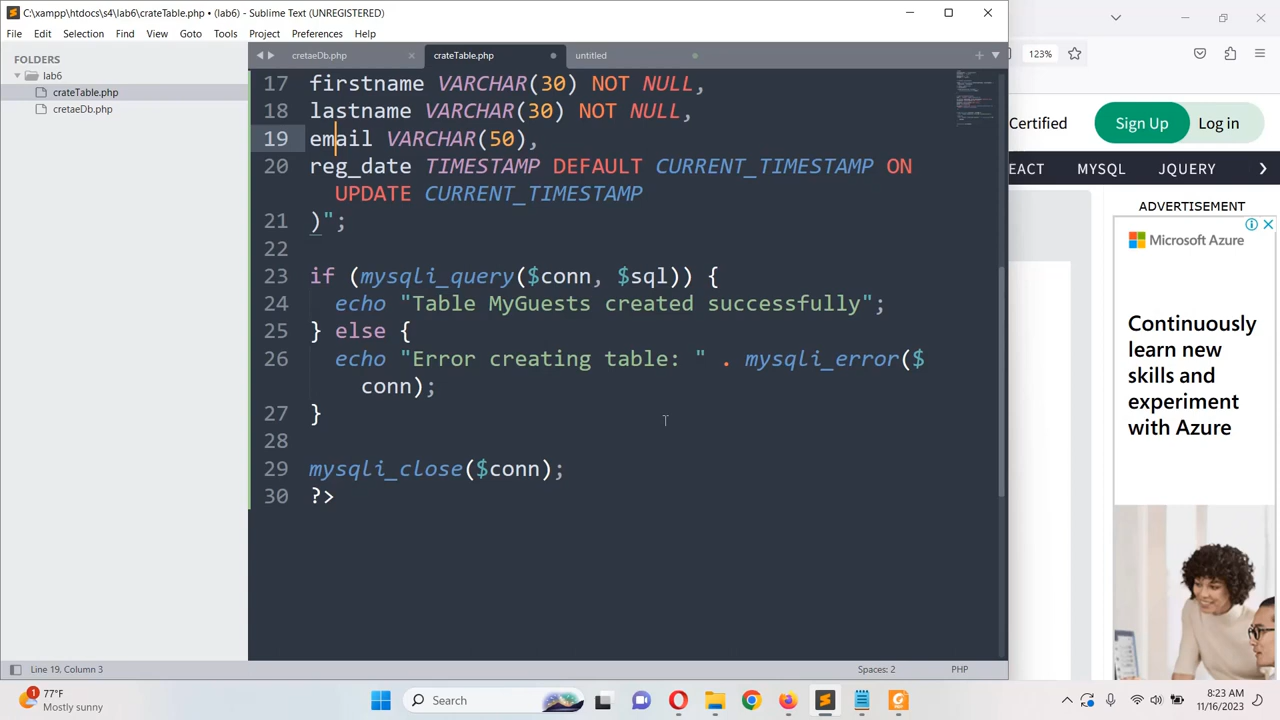 C:\xampp\htdocs\s4\lab6\crateTable.php • (lab6) - Sublime Text (UNREGISTERED)
File Edit Selection Find View Goto Tools Project Preferences Help
FOLDERS
lab6
crateTable.php
cretaeDb.php
cretaeDb.php × crateTable.php untitled
17 firstname VARCHAR(30) NOT NULL,
18 lastname VARCHAR(30) NOT NULL,
19 email VARCHAR(50),
20 reg_date TIMESTAMP DEFAULT CURRENT_TIMESTAMP ON
UPDATE CURRENT_TIMESTAMP
21 )";
22
23 if (mysqli_query($conn, $sql)) {
24 echo "Table MyGuests created successfully";
25 } else {
26 echo "Error creating table: " . mysqli_error($
conn);
27 }
28
29 mysqli_close($conn);
30 ?>
Line 19, Column 3
Spaces: 2
PHP
123%
Certified
Sign Up
Log in
EACT MYSQL JQUERY
ADVERTISEMENT
Microsoft Azure
Continuously
learn new
skills and
experiment
with Azure
77°F
Mostly sunny
1
Search
8:23 AM
11/16/2023